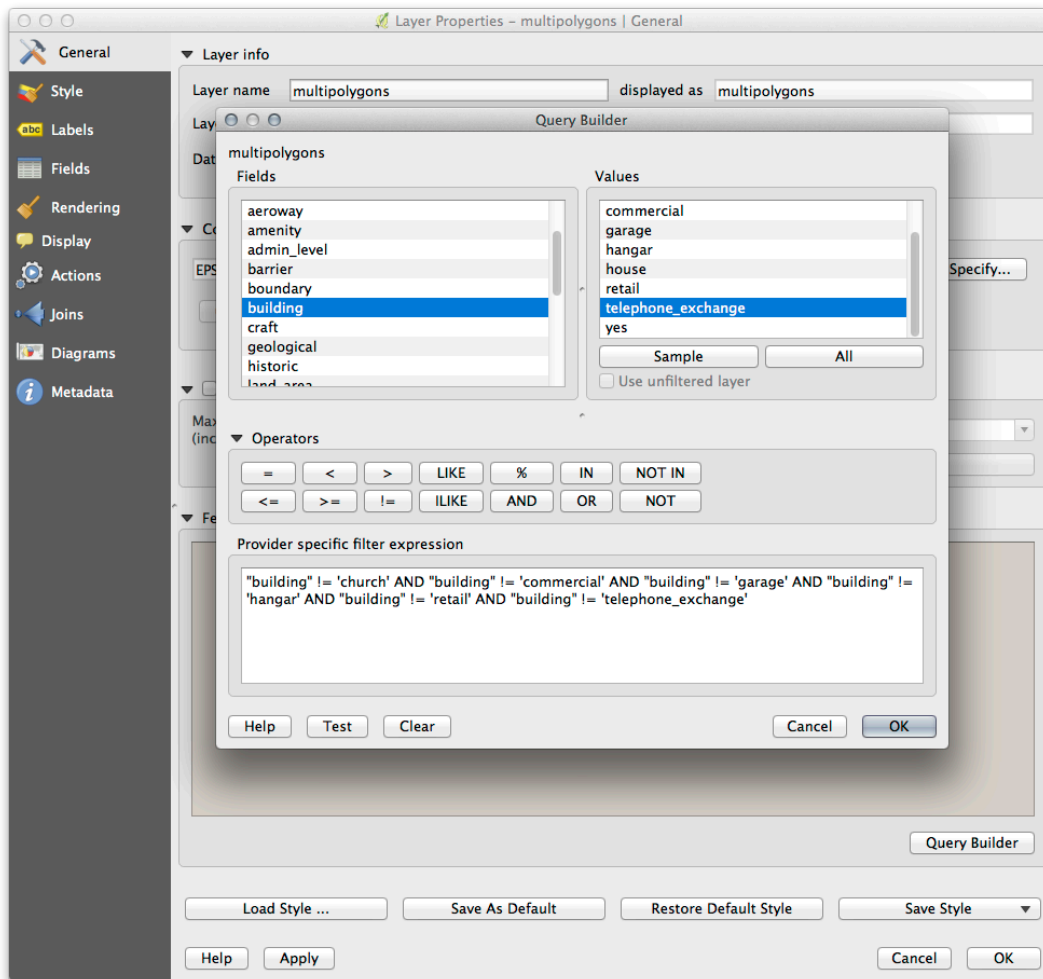 Layer Properties - multipolygons | General
General
Style
Labels
Fields
Rendering
Display
Actions
Joins
Diagrams
Metadata
Layer info
Layer name multipolygons displayed as multipolygons
Query Builder
multipolygons
Fields
aeroway
amenity
admin_level
barrier
boundary
building
craft
geological
historic
land_area
Values
commercial
garage
hangar
house
retail
telephone_exchange
yes
Sample All
Use unfiltered layer
Specify...
Operators
= < > LIKE % IN NOT IN
<= >= != ILIKE AND OR NOT
Provider specific filter expression
"building" != 'church' AND "building" != 'commercial' AND "building" != 'garage' AND "building" !=
'hangar' AND "building" != 'retail' AND "building" != 'telephone_exchange'
Help Test Clear Cancel OK
Query Builder
Load Style ... Save As Default Restore Default Style Save Style
Help Apply Cancel OK